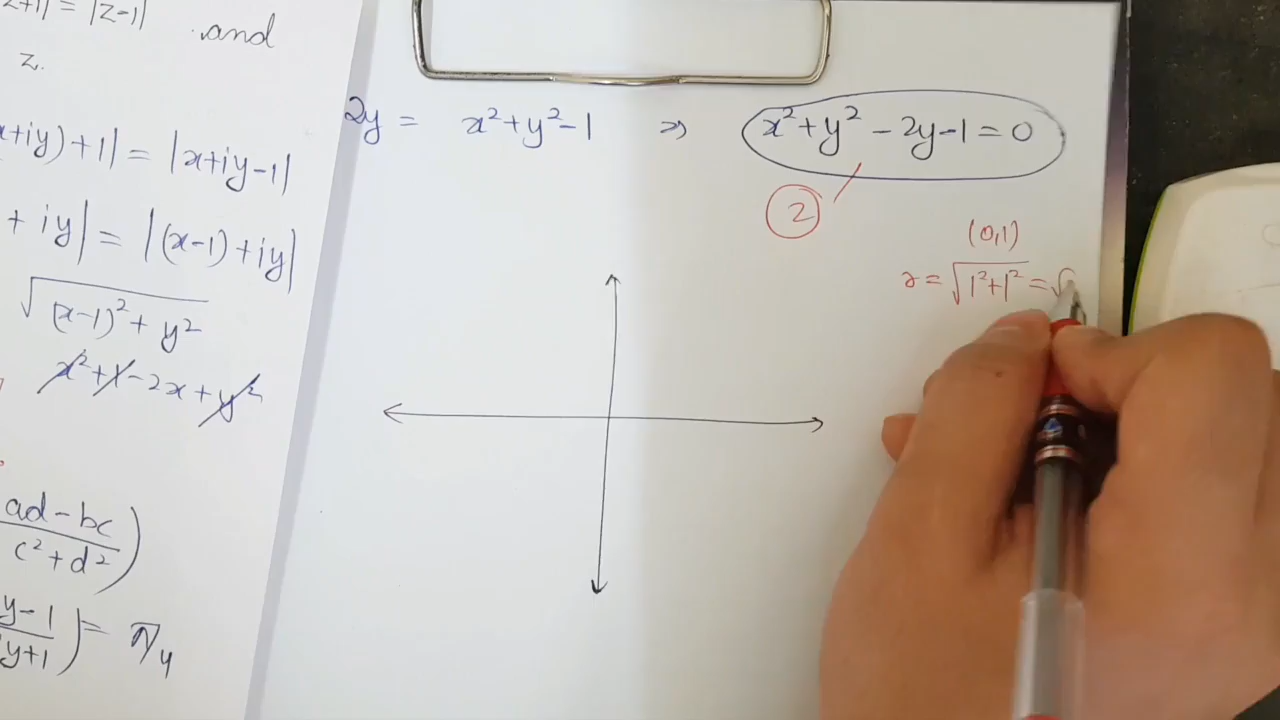 z+1| = |z-1| and
z.
x+iy)+1| = |x+iy-1|
+ iy| = |(x-1)+iy|
√((x-1)² + y²)
x²+1-2x+y²
ad-bc/c²+d²)
y-1/iy+1) = π/4
2y = x²+y²-1 ⇒ x²+y²-2y-1=0
2
(0,1)
r = √(1²+1²) = √